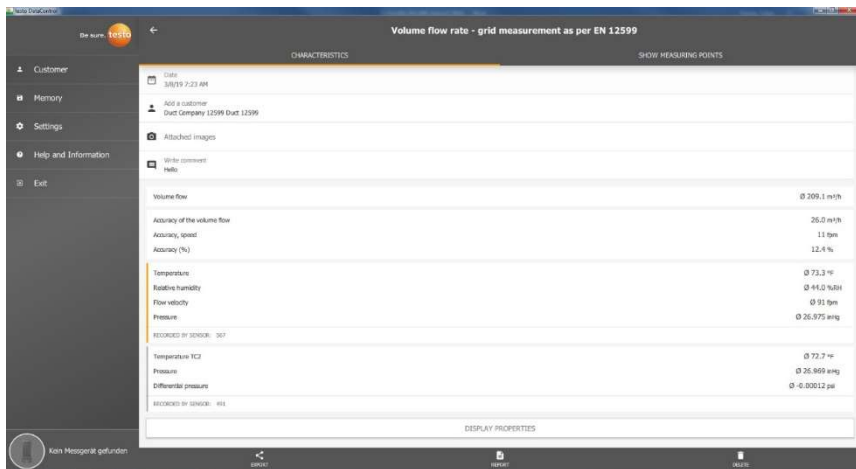 testo DataControl
Be sure. testo
Customer
Memory
Settings
Help and Information
Exit
Kein Messgerät gefunden
Volume flow rate - grid measurement as per EN 12599
CHARACTERISTICS
SHOW MEASURING POINTS
Date
3/8/19 7:23 AM
Add a customer
Duct Company 12599 Duct 12599
Attached images
Write comment
Hello
Volume flow Ø 209.1 m³/h
Accuracy of the volume flow 26.0 m³/h
Accuracy, speed 11 fpm
Accuracy (%) 12.4 %
Temperature Ø 73.3 °F
Relative humidity Ø 44.0 %RH
Flow velocity Ø 91 fpm
Pressure Ø 26.975 inHg
RECORDED BY SENSOR: 567
Temperature TC2 Ø 72.7 °F
Pressure Ø 26.969 inHg
Differential pressure Ø -0.00012 psi
RECORDED BY SENSOR:
DISPLAY PROPERTIES
EXPORT
REPORT
DELETE